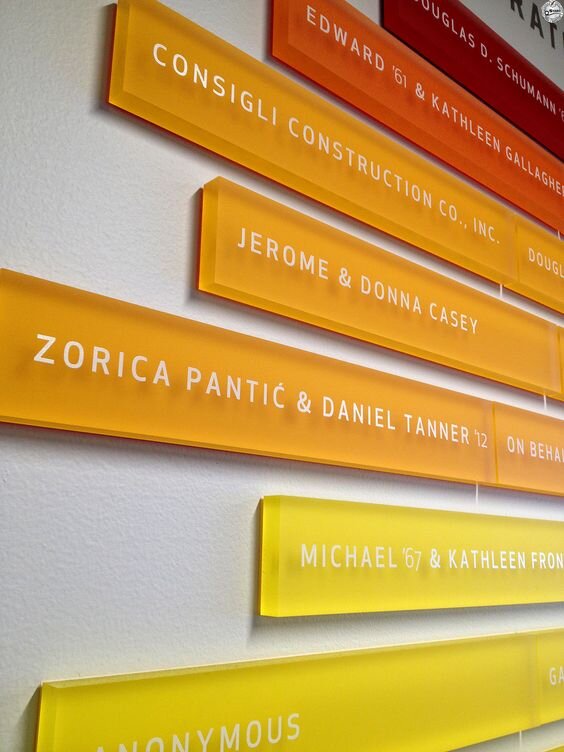 DOUGLAS D. SCHUMANN
EDWARD '61 & KATHLEEN GALLAGHER
CONSIGLI CONSTRUCTION CO., INC.
DOUGL
JEROME & DONNA CASEY
ZORICA PANTIĆ & DANIEL TANNER '12
ON BEHA
MICHAEL '67 & KATHLEEN FRON
ANONYMOUS
GA